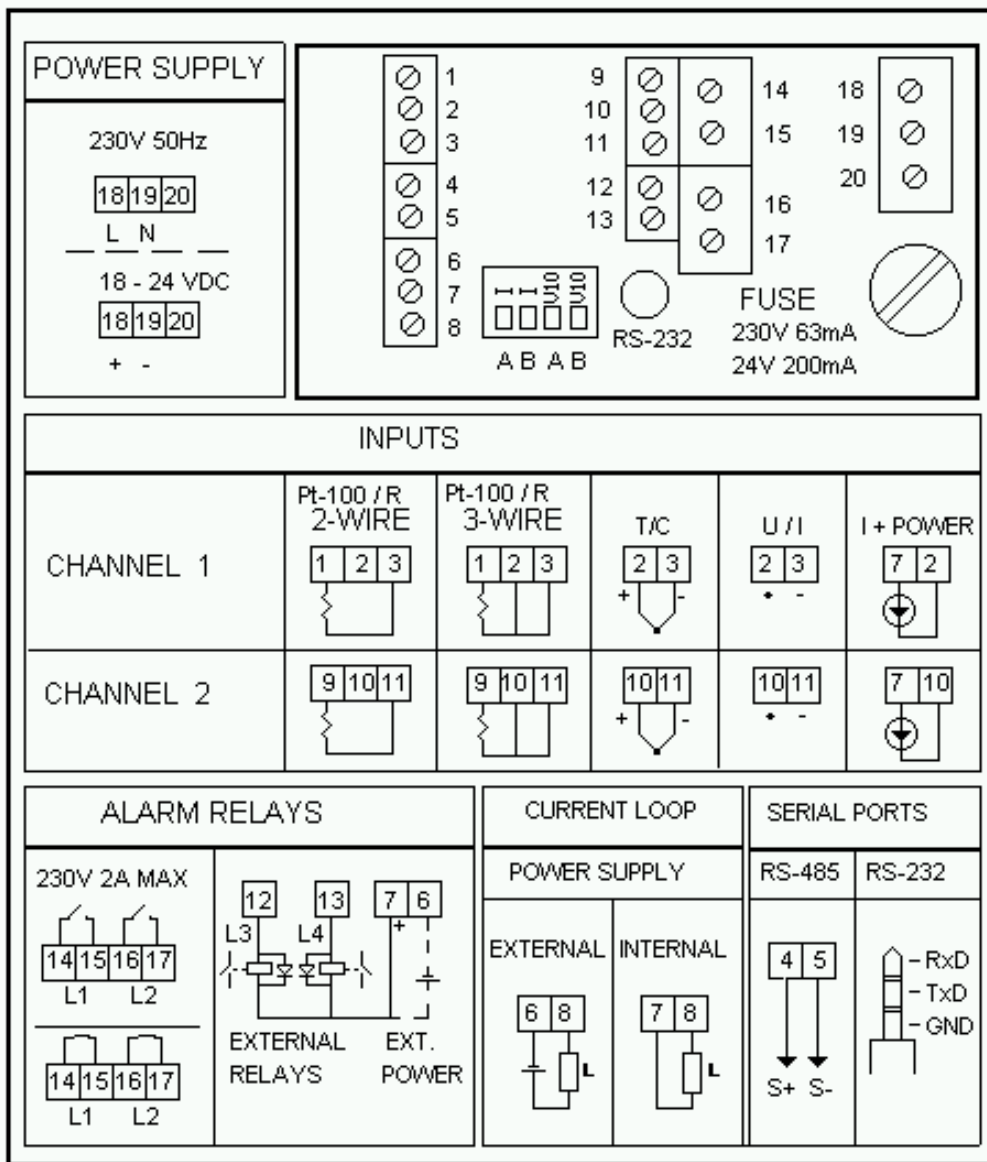 POWER SUPPLY
230V 50Hz
18 19 20
L N
18 - 24 VDC
18 19 20
+ -
1
2
3
4
5
6
7
8
9
10
11
12
13
14
15
16
17
18
19
20
I I U/0 U/0
A B A B
RS-232
FUSE
230V 63mA
24V 200mA
INPUTS
CHANNEL 1
Pt-100 / R
2-WIRE
1 2 3
Pt-100 / R
3-WIRE
1 2 3
T/C
2 3
+ -
U / I
2 3
• -
I + POWER
7 2
CHANNEL 2
9 10 11
9 10 11
10 11
+ -
10 11
• -
7 10
ALARM RELAYS
230V 2A MAX
14 15 16 17
L1 L2
14 15 16 17
L1 L2
12 13 7 6
+
L3 L4
EXTERNAL
RELAYS
EXT.
POWER
CURRENT LOOP
POWER SUPPLY
EXTERNAL
6 8
L
INTERNAL
7 8
L
SERIAL PORTS
RS-485
4 5
S+ S-
RS-232
- RxD
- TxD
- GND